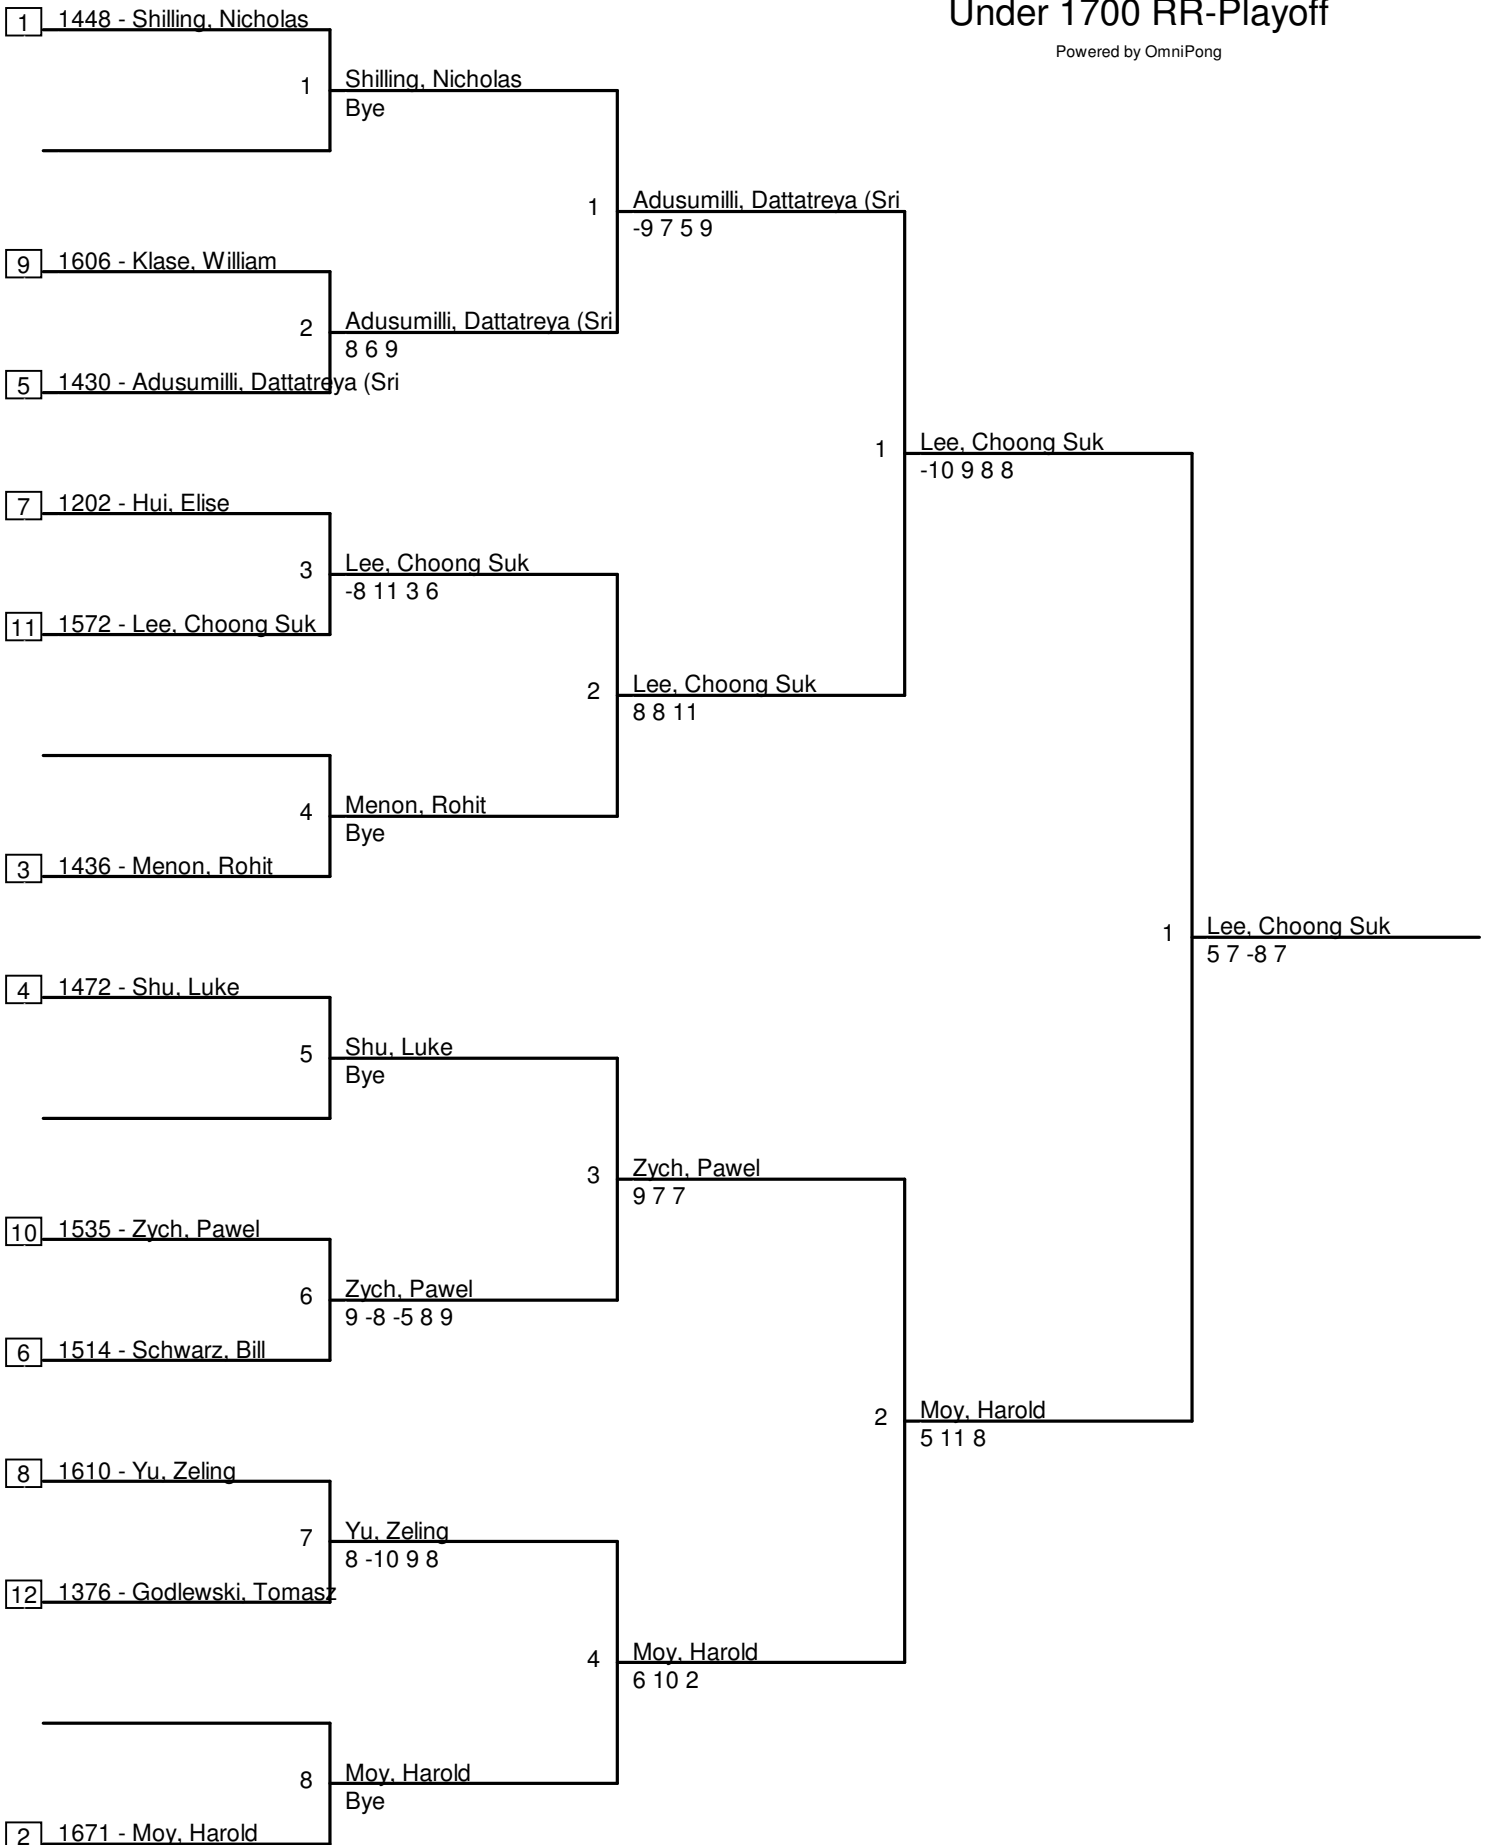 Under 1700 RR-Playoff
Powered by OmniPong
1 1448 - Shilling, Nicholas
1 Shilling, Nicholas
Bye
1 Adusumilli, Dattatreya (Sri
-9 7 5 9
9 1606 - Klase, William
2 Adusumilli, Dattatreya (Sri
8 6 9
5 1430 - Adusumilli, Dattatreya (Sri
1 Lee, Choong Suk
-10 9 8 8
7 1202 - Hui, Elise
3 Lee, Choong Suk
-8 11 3 6
11 1572 - Lee, Choong Suk
2 Lee, Choong Suk
8 8 11
4 Menon, Rohit
Bye
3 1436 - Menon, Rohit
1 Lee, Choong Suk
5 7 -8 7
4 1472 - Shu, Luke
5 Shu, Luke
Bye
3 Zych, Pawel
9 7 7
10 1535 - Zych, Pawel
6 Zych, Pawel
9 -8 -5 8 9
6 1514 - Schwarz, Bill
2 Moy, Harold
5 11 8
8 1610 - Yu, Zeling
7 Yu, Zeling
8 -10 9 8
12 1376 - Godlewski, Tomasz
4 Moy, Harold
6 10 2
8 Moy, Harold
Bye
2 1671 - Moy, Harold